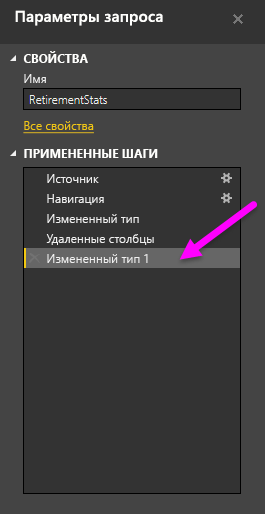 Параметры запроса
СВОЙСТВА
Имя
RetirementStats
Все свойства
ПРИМЕНЕННЫЕ ШАГИ
Источник
Навигация
Измененный тип
Удаленные столбцы
Измененный тип 1